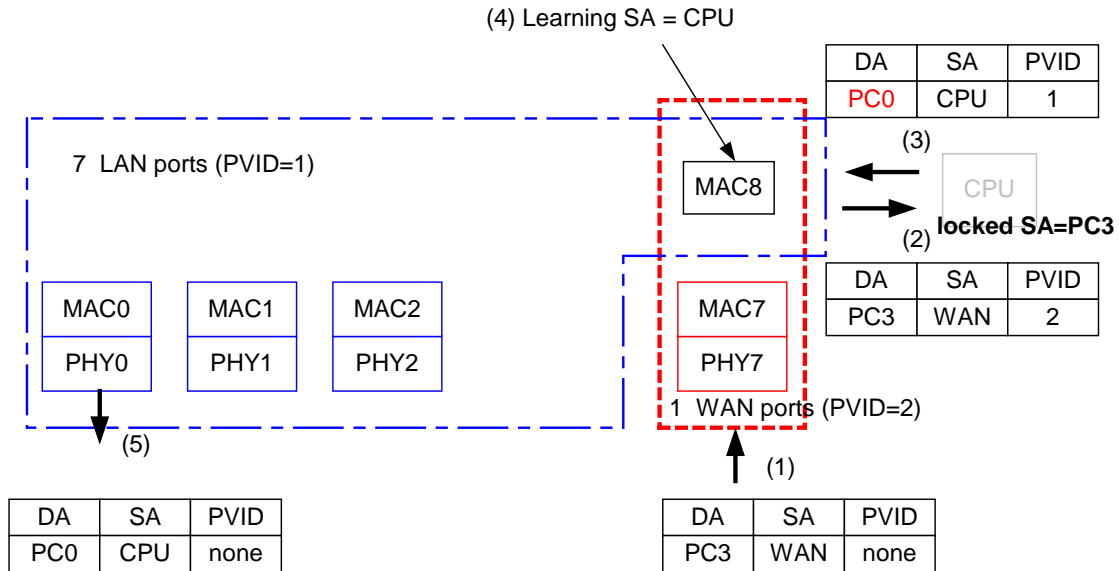 (4) Learning SA = CPU
DA SA PVID
PC0 CPU 1
(3)
7 LAN ports (PVID=1)
MAC8
CPU
locked SA=PC3
(2)
DA SA PVID
PC3 WAN 2
MAC0 MAC1 MAC2 MAC7
PHY0 PHY1 PHY2 PHY7
1 WAN ports (PVID=2)
(5)
(1)
DA SA PVID
PC0 CPU none
DA SA PVID
PC3 WAN none